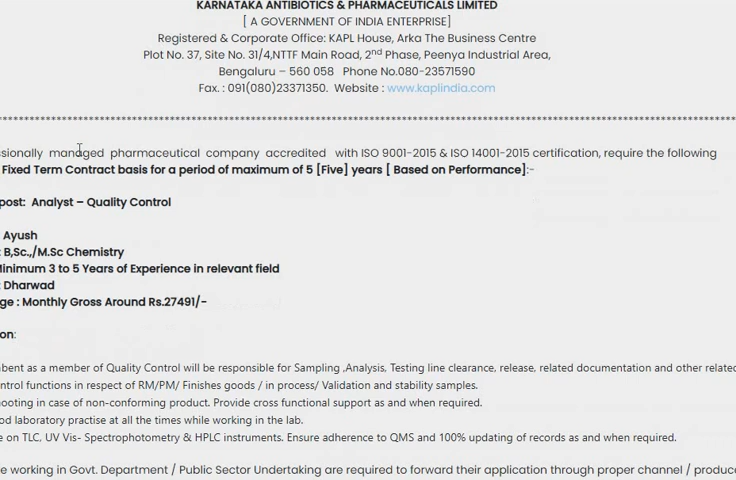 KARNATAKA ANTIBIOTICS & PHARMACEUTICALS LIMITED
[ A GOVERNMENT OF INDIA ENTERPRISE]
Registered & Corporate Office: KAPL House, Arka The Business Centre
Plot No. 37, Site No. 31/4,NTTF Main Road, 2nd Phase, Peenya Industrial Area,
Bengaluru – 560 058 Phone No.080-23571590
Fax. : 091(080)23371350. Website : www.kaplindia.com
**********************************************************************
ssionally managed pharmaceutical company accredited with ISO 9001-2015 & ISO 14001-2015 certification, require the following
Fixed Term Contract basis for a period of maximum of 5 [Five] years [ Based on Performance]:-
post: Analyst – Quality Control
Ayush
: B,Sc.,/M.Sc Chemistry
Minimum 3 to 5 Years of Experience in relevant field
: Dharwad
ge : Monthly Gross Around Rs.27491/-
on:
bent as a member of Quality Control will be responsible for Sampling ,Analysis, Testing line clearance, release, related documentation and other related
ntrol functions in respect of RM/PM/ Finishes goods / in process/ Validation and stability samples.
hooting in case of non-conforming product. Provide cross functional support as and when required.
od laboratory practise at all the times while working in the lab.
e on TLC, UV Vis- Spectrophotometry & HPLC instruments. Ensure adherence to QMS and 100% updating of records as and when required.
e working in Govt. Department / Public Sector Undertaking are required to forward their application through proper channel / produc